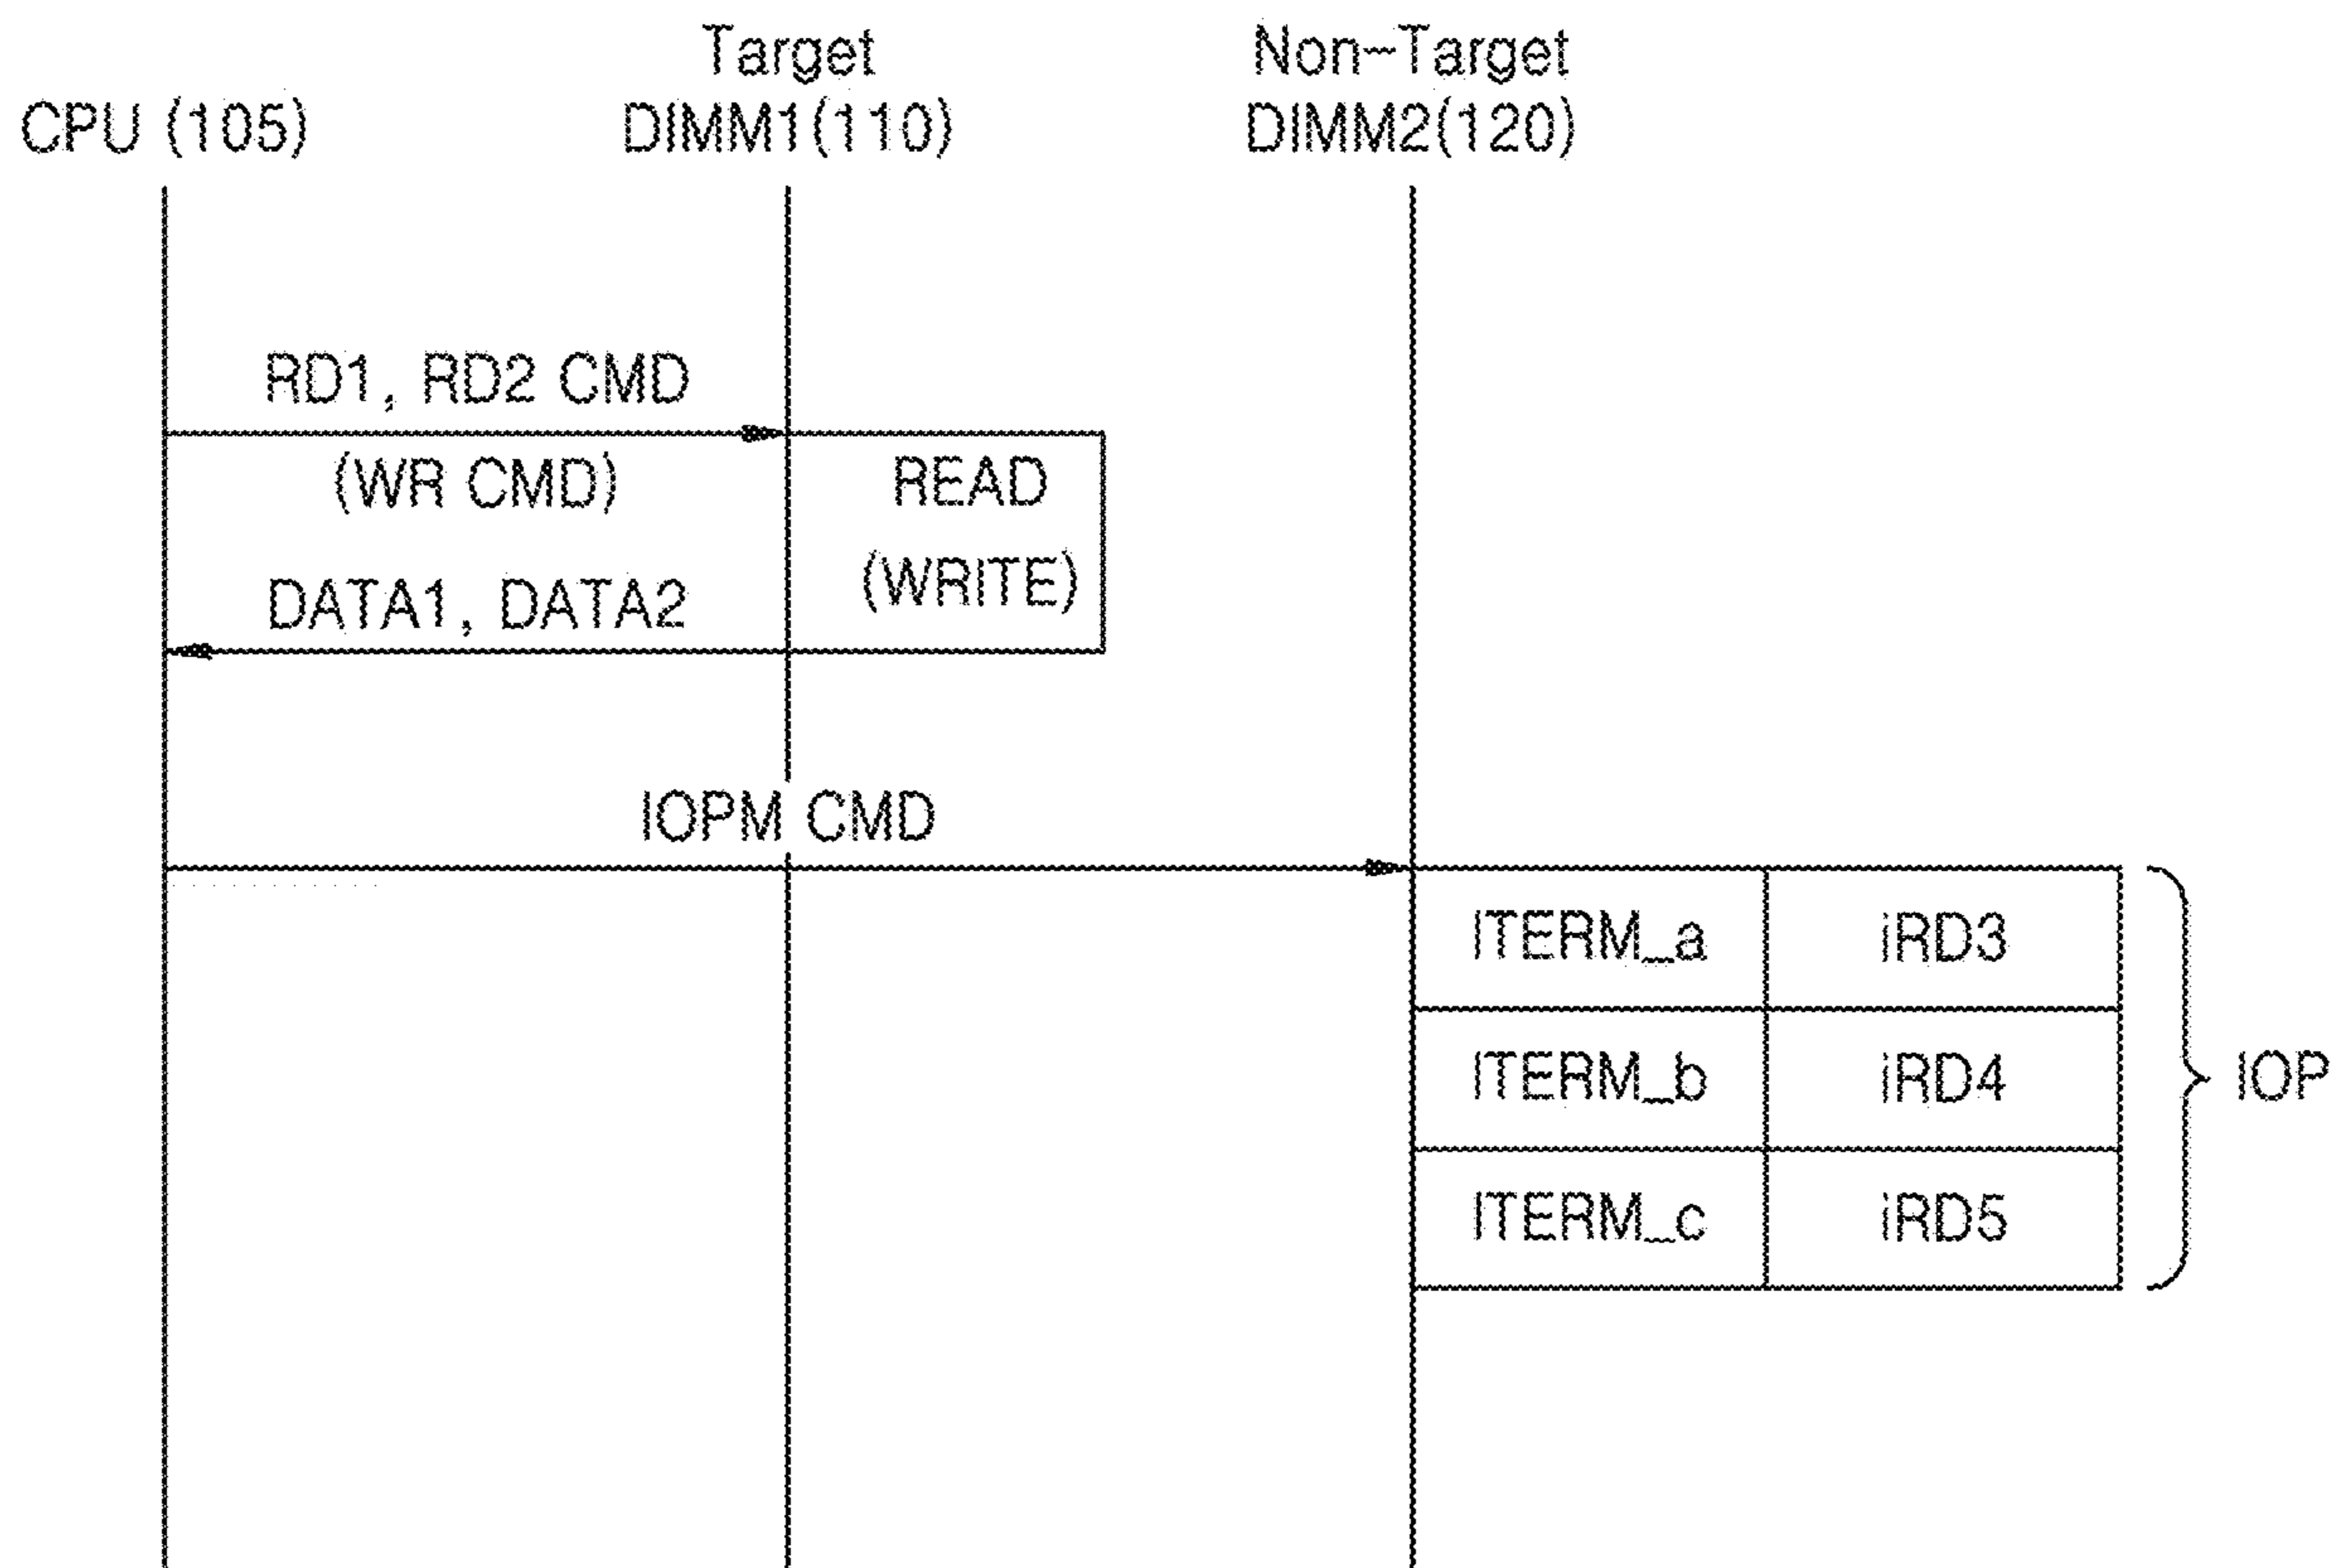 Target
Non-Target
CPU (105)
DIMM1(110)
DIMM2(120)
RD1, RD2 CMD
(WR CMD)
READ
(WRITE)
DATA1, DATA2
IOPM CMD
ITERM_a
iRD3
ITERM_b
iRD4
IOP
ITERM_c
iRD5